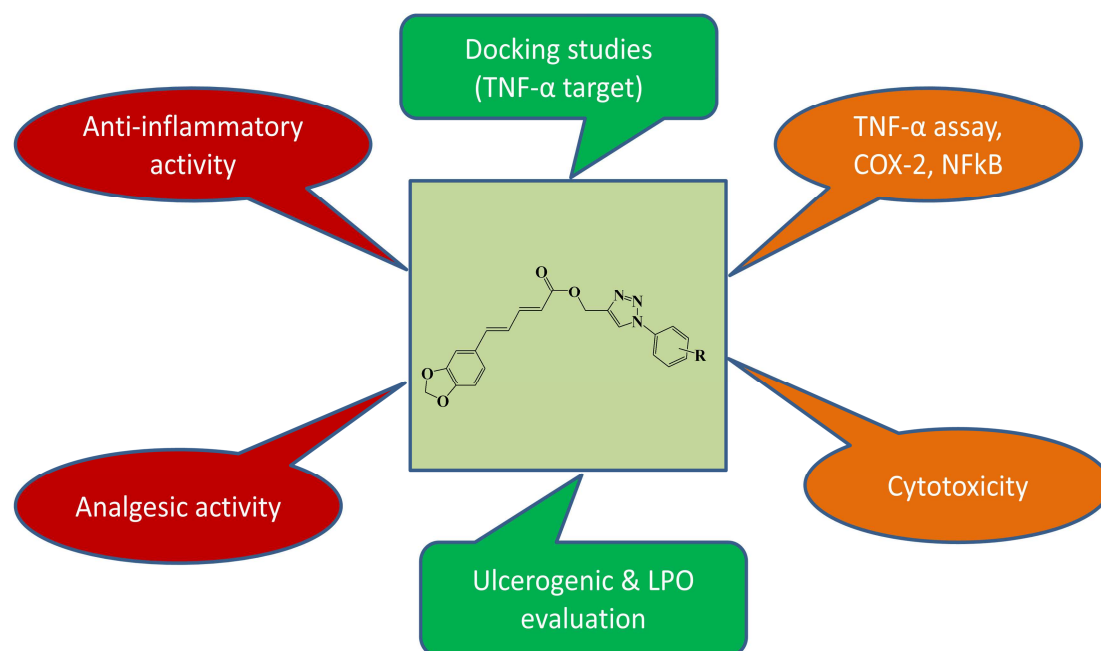 Docking studies
(TNF-α target)
Anti-inflammatory
activity
TNF-α assay,
COX-2, NFkB
O
O
N
N
N
R
O
O
Analgesic activity
Cytotoxicity
Ulcerogenic & LPO
evaluation